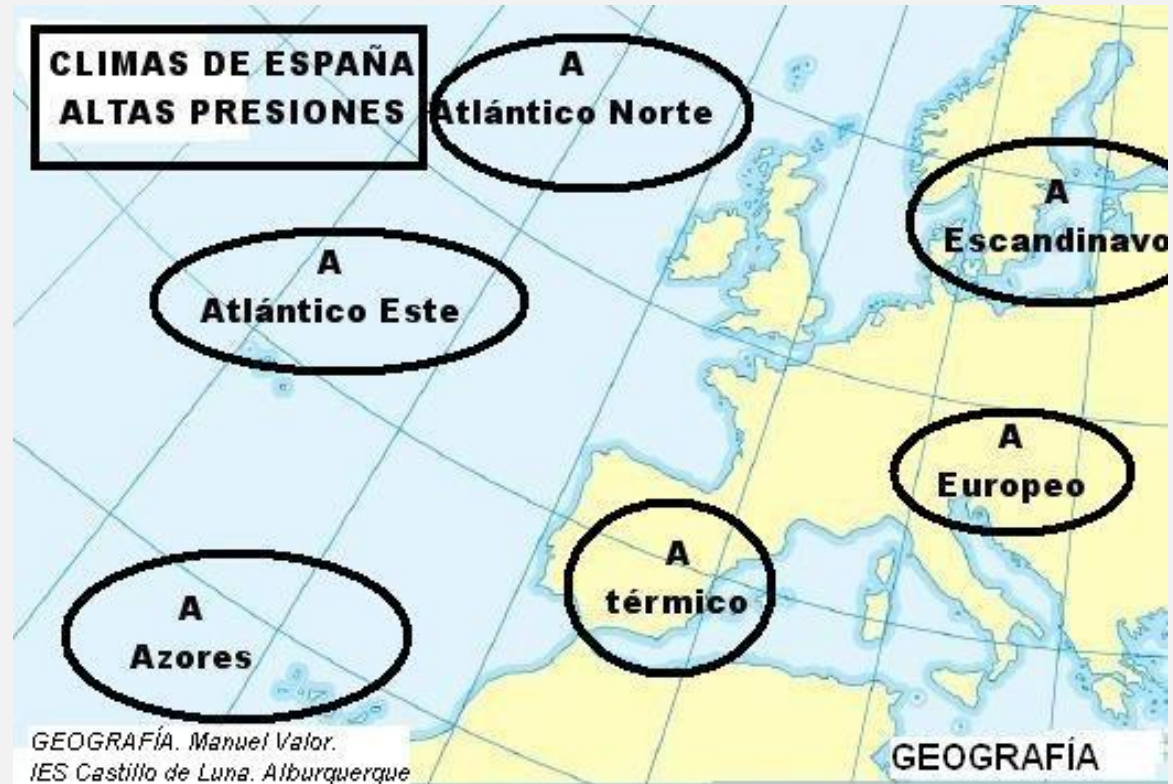 CLIMAS DE ESPAÑA
ALTAS PRESIONES
A
Atlántico Norte
A
Escandinavo
A
Atlántico Este
A
Europeo
A
térmico
A
Azores
GEOGRAFÍA. Manuel Valor.
IES Castillo de Luna. Alburquerque
GEOGRAFÍA